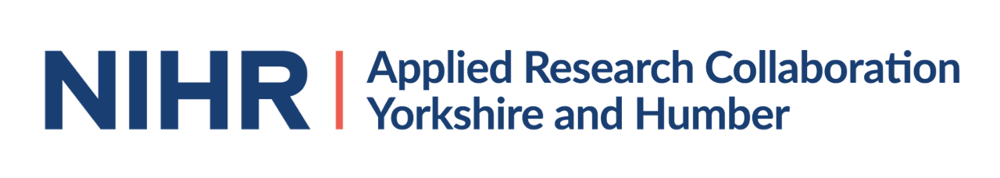 NIHR
Applied Research Collaboration
Yorkshire and Humber